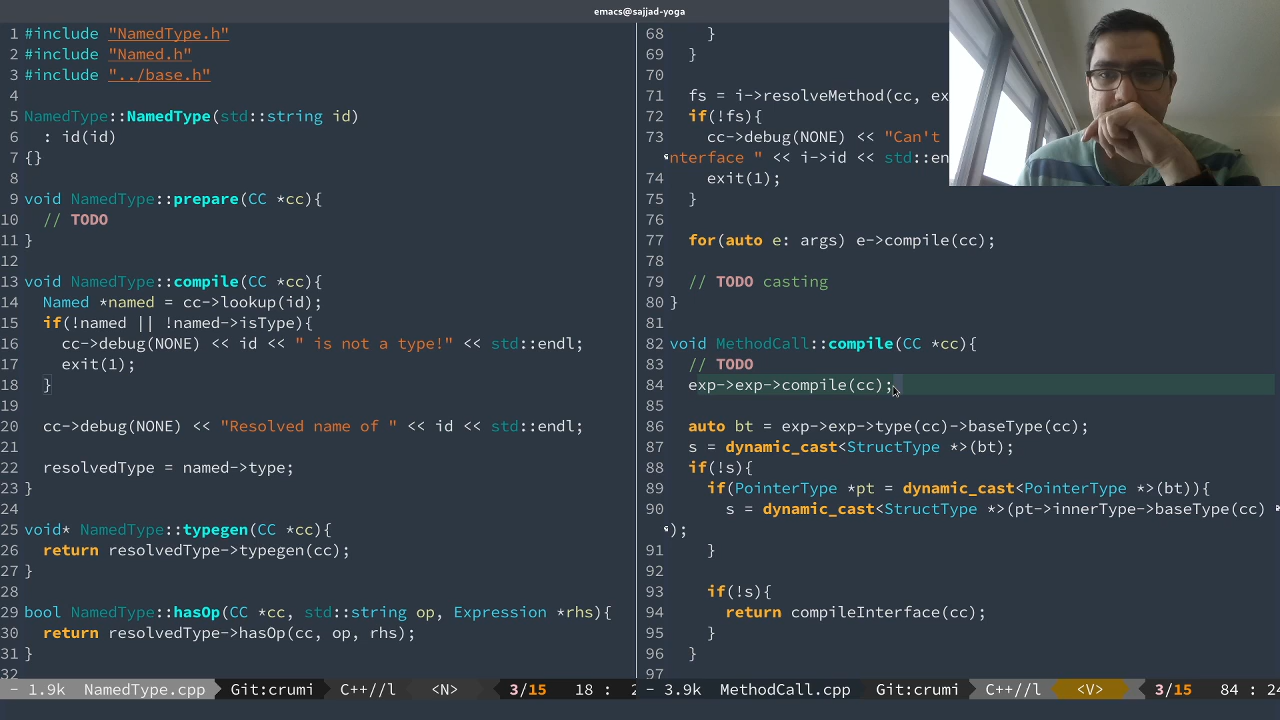 emacs@sajjad-yoga
1 #include "NamedType.h"
2 #include "Named.h"
3 #include "../base.h"
4
5 NamedType::NamedType(std::string id)
6 : id(id)
7 {}
8
9 void NamedType::prepare(CC *cc){
10 // TODO
11 }
12
13 void NamedType::compile(CC *cc){
14 Named *named = cc->lookup(id);
15 if(!named || !named->isType){
16 cc->debug(NONE) << id << " is not a type!" << std::endl;
17 exit(1);
18 }
19
20 cc->debug(NONE) << "Resolved name of " << id << std::endl;
21
22 resolvedType = named->type;
23 }
24
25 void* NamedType::typegen(CC *cc){
26 return resolvedType->typegen(cc);
27 }
28
29 bool NamedType::hasOp(CC *cc, std::string op, Expression *rhs){
30 return resolvedType->hasOp(cc, op, rhs);
31 }
32
- 1.9k NamedType.cpp Git:crumi C++//l <N> 3/15 18 :
68 }
69 }
70
71 fs = i->resolveMethod(cc, ex
72 if(!fs){
73 cc->debug(NONE) << "Can't
nterface " << i->id << std::en
74 exit(1);
75 }
76
77 for(auto e: args) e->compile(cc);
78
79 // TODO casting
80 }
81
82 void MethodCall::compile(CC *cc){
83 // TODO
84 exp->exp->compile(cc);
85
86 auto bt = exp->exp->type(cc)->baseType(cc);
87 s = dynamic_cast<StructType *>(bt);
88 if(!s){
89 if(PointerType *pt = dynamic_cast<PointerType *>(bt)){
90 s = dynamic_cast<StructType *>(pt->innerType->baseType(cc)
);
91 }
92
93 if(!s){
94 return compileInterface(cc);
95 }
96 }
97
- 3.9k MethodCall.cpp Git:crumi C++//l <V> 3/15 84 : 24